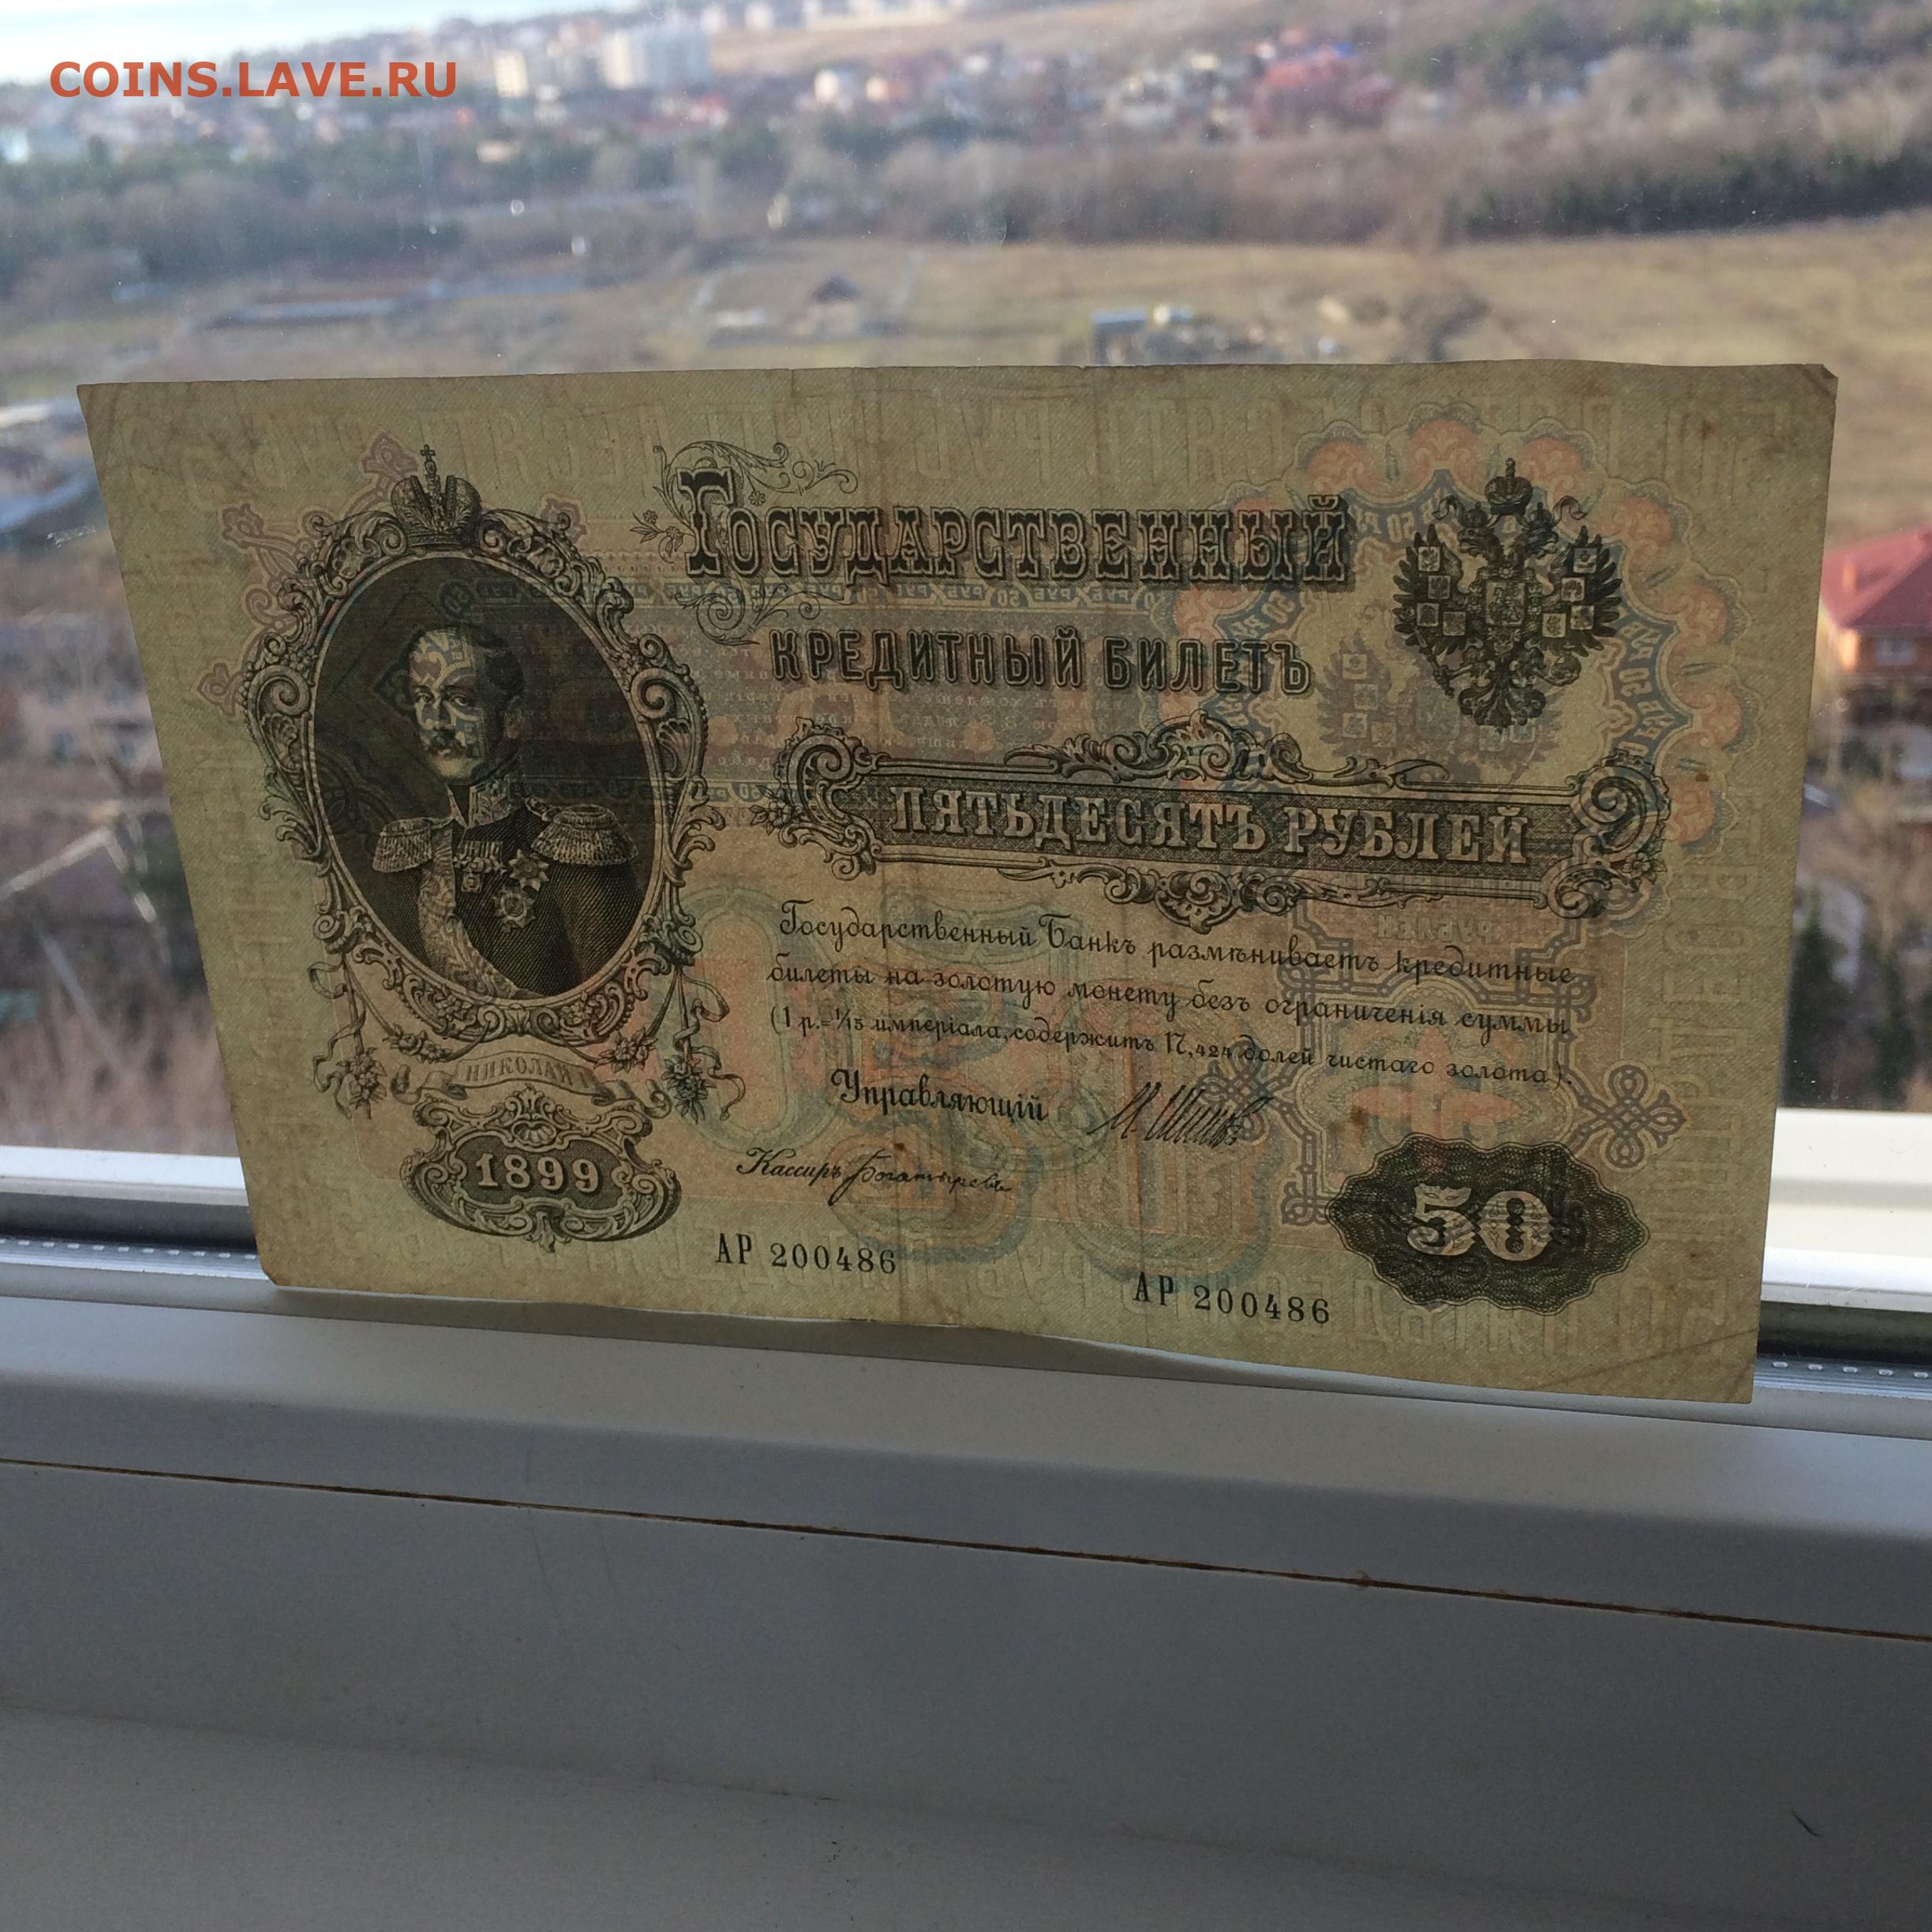 COINS.LAVE.RU
ГОСУДАРСТВЕННЫЙ
КРЕДИТНЫЙ БИЛЕТЪ
ПЯТЬДЕСЯТЪ РУБЛЕЙ
Государственный Банкъ размѣниваетъ кредитные
билеты на золотую монету безъ ограниченія суммы
(1 р.=1/15 имперіала, содержитъ 17,424 долей чистаго золота).
Управляющій
Кассиръ
НИКОЛАЙ I
1899
50
АР 200486
АР 200486